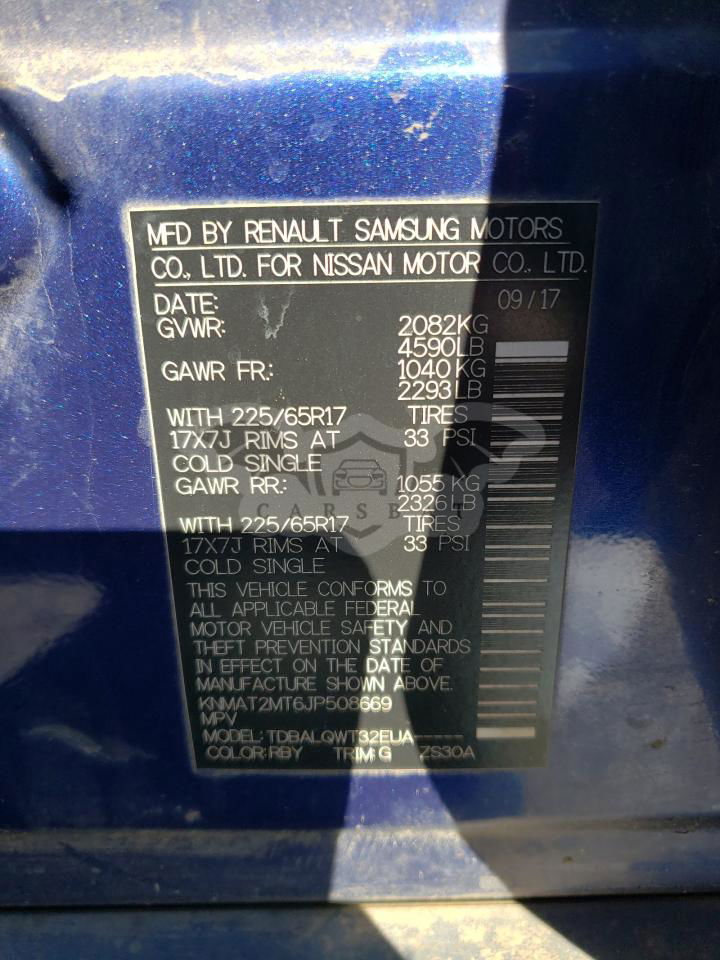 MFD BY RENAULT SAMSUNG MOTORS
CO., LTD. FOR NISSAN MOTOR CO., LTD.
DATE: 09/17
GVWR: 2082KG
4590LB
GAWR FR: 1040KG
2293LB
WITH 225/65R17 TIRES
17X7J RIMS AT 33 PSI
COLD SINGLE
GAWR RR: 1055 KG
2326LB
WITH 225/65R17 TIRES
17X7J RIMS AT 33 PSI
COLD SINGLE
THIS VEHICLE CONFORMS TO
ALL APPLICABLE FEDERAL
MOTOR VEHICLE SAFETY AND
THEFT PREVENTION STANDARDS
IN EFFECT ON THE DATE OF
MANUFACTURE SHOWN ABOVE.
KNMAT2MT6JP508669
MPV
MODEL: TDBALQWT32EUA-----
COLOR:RBY TRIM:G ZS30A